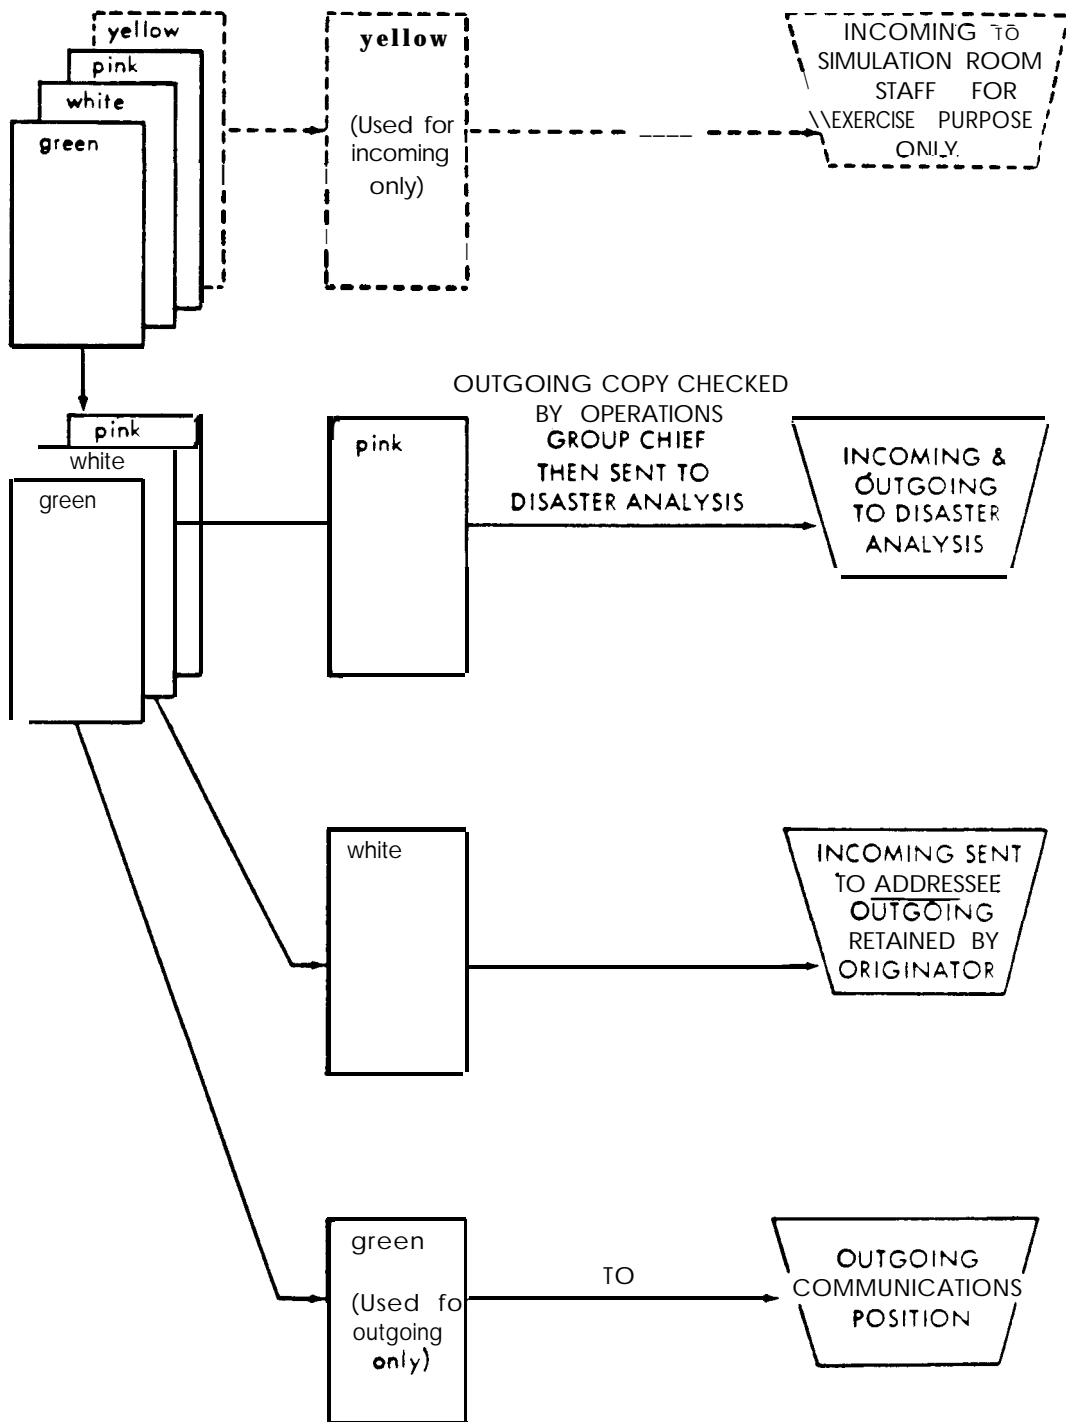 yellow
pink
white
green
yellow
(Used for
incoming
only)
INCOMING TO
SIMULATION ROOM
STAFF FOR
\\EXERCISE PURPOSE
ONLY.
pink
white
green
pink
OUTGOING COPY CHECKED
BY OPERATIONS
GROUP CHIEF
THEN SENT TO
DISASTER ANALYSIS
INCOMING &
OUTGOING
TO DISASTER
ANALYSIS
white
INCOMING SENT
TO ADDRESSEE
OUTGOING
RETAINED BY
ORIGINATOR
green
(Used fo
outgoing
only)
TO
OUTGOING
COMMUNICATIONS
POSITION